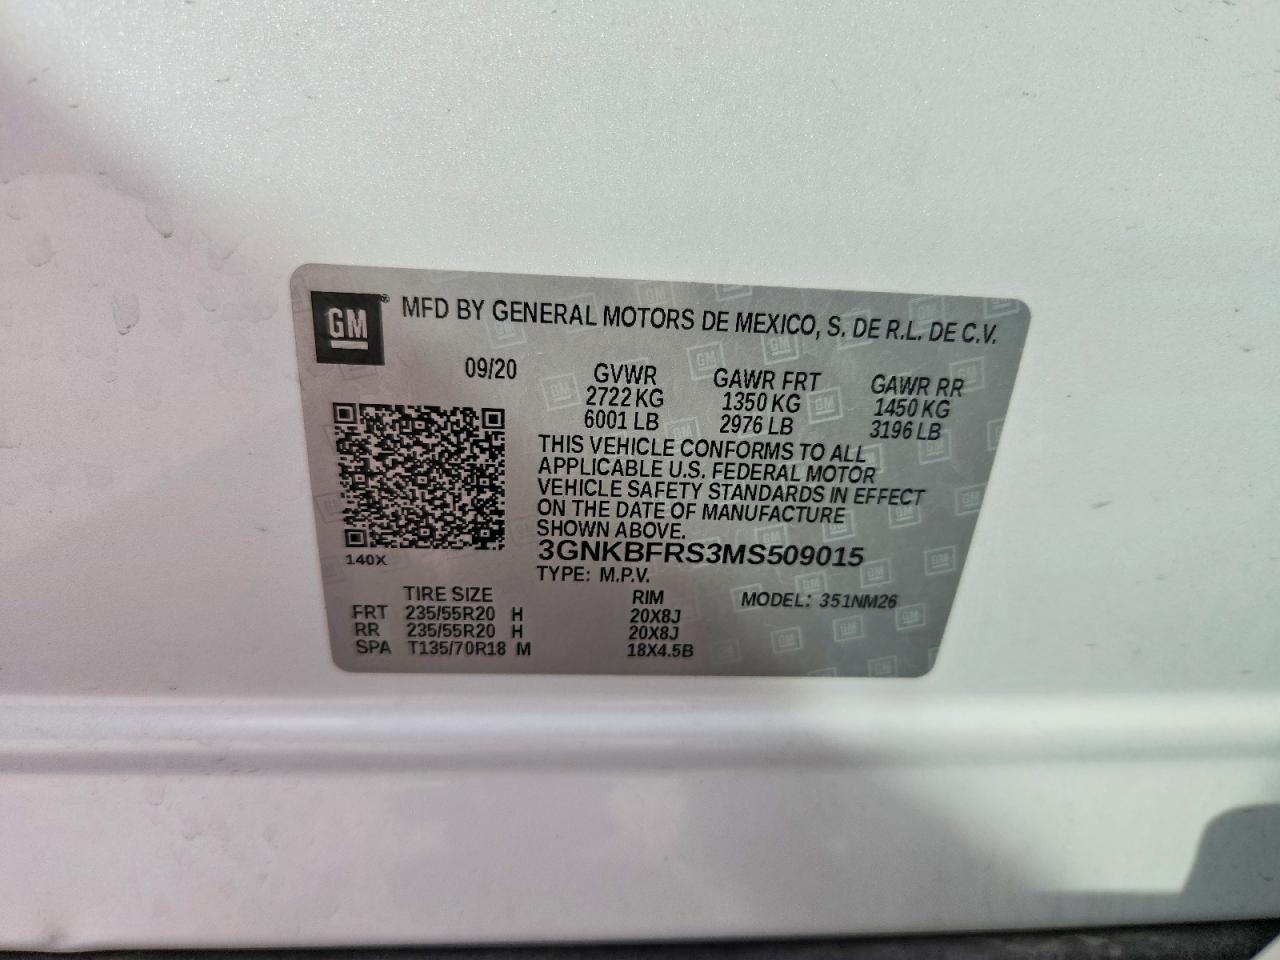 GM® MFD BY GENERAL MOTORS DE MEXICO, S. DE R.L. DE C.V.
09/20 GVWR GAWR FRT GAWR RR
2722 KG 1350 KG 1450 KG
6001 LB 2976 LB 3196 LB
THIS VEHICLE CONFORMS TO ALL
APPLICABLE U.S. FEDERAL MOTOR
VEHICLE SAFETY STANDARDS IN EFFECT
ON THE DATE OF MANUFACTURE
SHOWN ABOVE.
3GNKBFRS3MS509015
140X
TYPE: M.P.V.
TIRE SIZE RIM MODEL: 351NM26
FRT 235/55R20 H 20X8J
RR 235/55R20 H 20X8J
SPA T135/70R18 M 18X4.5B